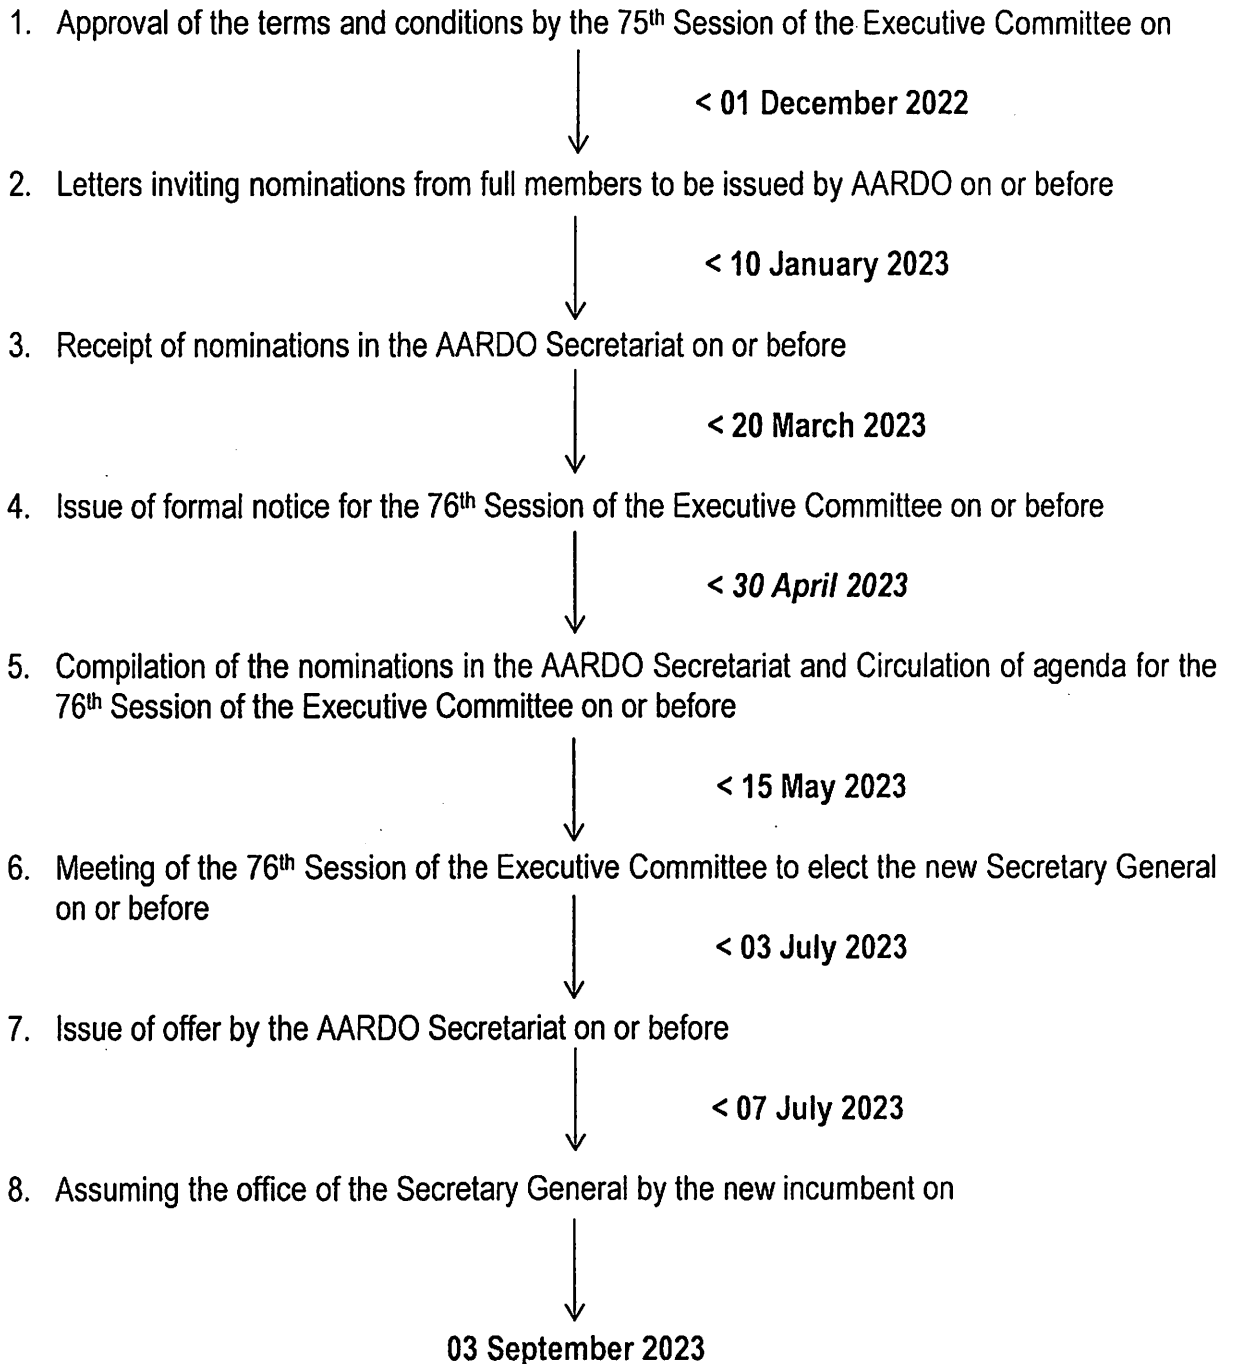 1. Approval of the terms and conditions by the 75th Session of the Executive Committee on
< 01 December 2022
2. Letters inviting nominations from full members to be issued by AARDO on or before
< 10 January 2023
3. Receipt of nominations in the AARDO Secretariat on or before
< 20 March 2023
4. Issue of formal notice for the 76th Session of the Executive Committee on or before
< 30 April 2023
5. Compilation of the nominations in the AARDO Secretariat and Circulation of agenda for the
76th Session of the Executive Committee on or before
< 15 May 2023
6. Meeting of the 76th Session of the Executive Committee to elect the new Secretary General
on or before
< 03 July 2023
7. Issue of offer by the AARDO Secretariat on or before
< 07 July 2023
8. Assuming the office of the Secretary General by the new incumbent on
03 September 2023